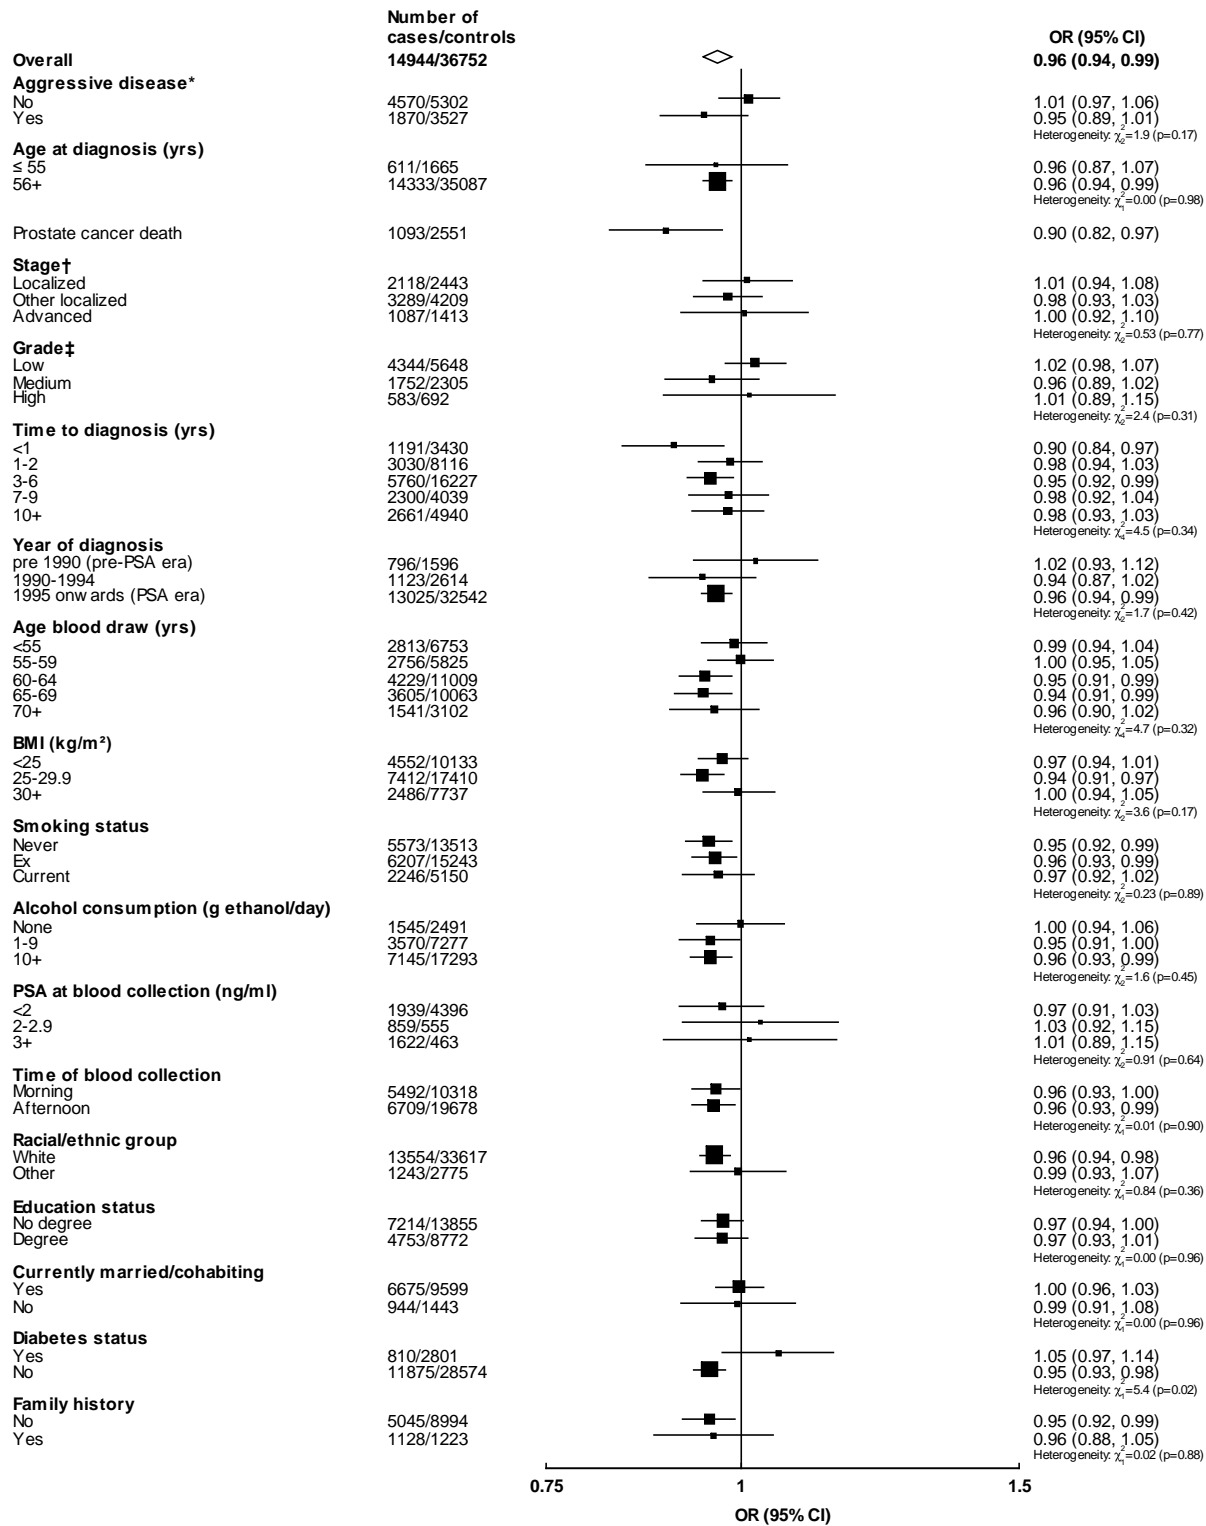 Number of
cases/controls OR (95% CI)
Overall 14944/36752 0.96 (0.94, 0.99)
Aggressive disease*
No 4570/5302 1.01 (0.97, 1.06)
Yes 1870/3527 0.95 (0.89, 1.01)
Heterogeneity: χ²₂=1.9 (p=0.17)
Age at diagnosis (yrs)
≤ 55 611/1665 0.96 (0.87, 1.07)
56+ 14333/35087 0.96 (0.94, 0.99)
Heterogeneity: χ²₁=0.00 (p=0.98)
Prostate cancer death 1093/2551 0.90 (0.82, 0.97)
Stage†
Localized 2118/2443 1.01 (0.94, 1.08)
Other localized 3289/4209 0.98 (0.93, 1.03)
Advanced 1087/1413 1.00 (0.92, 1.10)
Heterogeneity: χ²₂=0.53 (p=0.77)
Grade‡
Low 4344/5648 1.02 (0.98, 1.07)
Medium 1752/2305 0.96 (0.89, 1.02)
High 583/692 1.01 (0.89, 1.15)
Heterogeneity: χ²₂=2.4 (p=0.31)
Time to diagnosis (yrs)
<1 1191/3430 0.90 (0.84, 0.97)
1-2 3030/8116 0.98 (0.94, 1.03)
3-6 5760/16227 0.95 (0.92, 0.99)
7-9 2300/4039 0.98 (0.92, 1.04)
10+ 2661/4940 0.98 (0.93, 1.03)
Heterogeneity: χ²₄=4.5 (p=0.34)
Year of diagnosis
pre 1990 (pre-PSA era) 796/1596 1.02 (0.93, 1.12)
1990-1994 1123/2614 0.94 (0.87, 1.02)
1995 onwards (PSA era) 13025/32542 0.96 (0.94, 0.99)
Heterogeneity: χ²₂=1.7 (p=0.42)
Age blood draw (yrs)
<55 2813/6753 0.99 (0.94, 1.04)
55-59 2756/5825 1.00 (0.95, 1.05)
60-64 4229/11009 0.95 (0.91, 0.99)
65-69 3605/10063 0.94 (0.91, 0.99)
70+ 1541/3102 0.96 (0.90, 1.02)
Heterogeneity: χ²₄=4.7 (p=0.32)
BMI (kg/m²)
<25 4552/10133 0.97 (0.94, 1.01)
25-29.9 7412/17410 0.94 (0.91, 0.97)
30+ 2486/7737 1.00 (0.94, 1.05)
Heterogeneity: χ²₂=3.6 (p=0.17)
Smoking status
Never 5573/13513 0.95 (0.92, 0.99)
Ex 6207/15243 0.96 (0.93, 0.99)
Current 2246/5150 0.97 (0.92, 1.02)
Heterogeneity: χ²₂=0.23 (p=0.89)
Alcohol consumption (g ethanol/day)
None 1545/2491 1.00 (0.94, 1.06)
1-9 3570/7277 0.95 (0.91, 1.00)
10+ 7145/17293 0.96 (0.93, 0.99)
Heterogeneity: χ²₂=1.6 (p=0.45)
PSA at blood collection (ng/ml)
<2 1939/4396 0.97 (0.91, 1.03)
2-2.9 859/555 1.03 (0.92, 1.15)
3+ 1622/463 1.01 (0.89, 1.15)
Heterogeneity: χ²₂=0.91 (p=0.64)
Time of blood collection
Morning 5492/10318 0.96 (0.93, 1.00)
Afternoon 6709/19678 0.96 (0.93, 0.99)
Heterogeneity: χ²₁=0.01 (p=0.90)
Racial/ethnic group
White 13554/33617 0.96 (0.94, 0.98)
Other 1243/2775 0.99 (0.93, 1.07)
Heterogeneity: χ²₁=0.84 (p=0.36)
Education status
No degree 7214/13855 0.97 (0.94, 1.00)
Degree 4753/8772 0.97 (0.93, 1.01)
Heterogeneity: χ²₁=0.00 (p=0.96)
Currently married/cohabiting
Yes 6675/9599 1.00 (0.96, 1.03)
No 944/1443 0.99 (0.91, 1.08)
Heterogeneity: χ²₁=0.00 (p=0.96)
Diabetes status
Yes 810/2801 1.05 (0.97, 1.14)
No 11875/28574 0.95 (0.93, 0.98)
Heterogeneity: χ²₁=5.4 (p=0.02)
Family history
No 5045/8994 0.95 (0.92, 0.99)
Yes 1128/1223 0.96 (0.88, 1.05)
Heterogeneity: χ²₁=0.02 (p=0.88)
0.75 1 1.5
OR (95% CI)